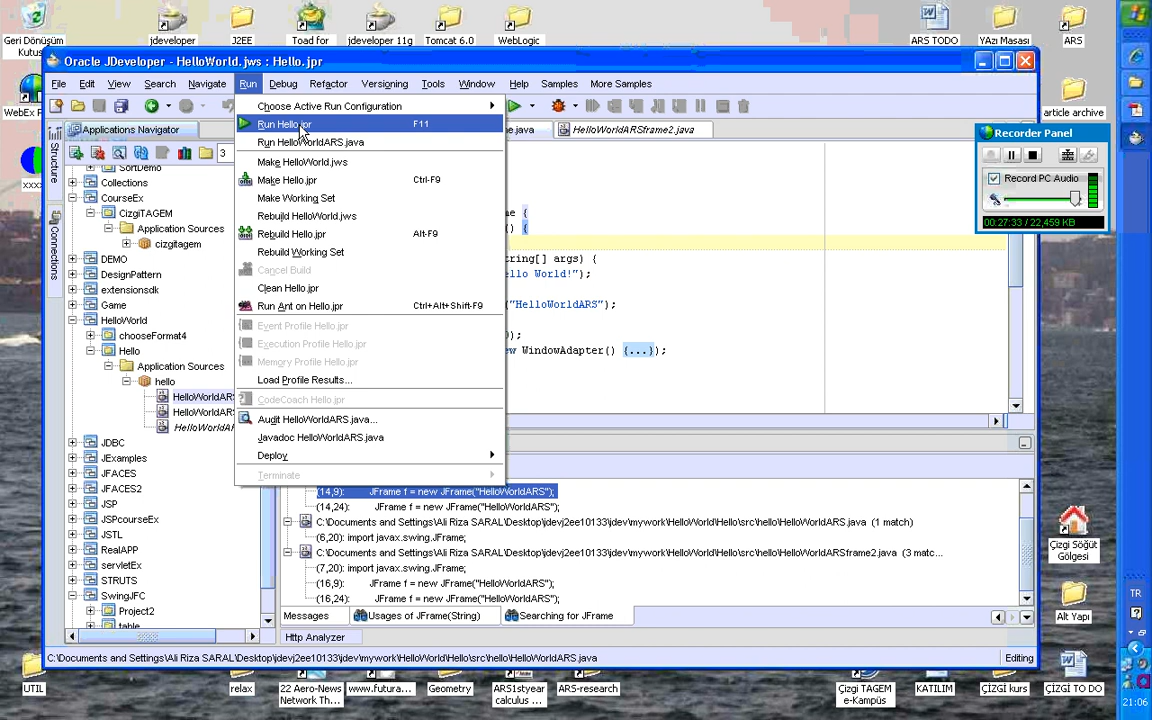 Geri Dönüşüm
Kutus
jdeveloper
J2EE
Toad for
jdeveloper 11g
Tomcat 6.0
WebLogic
ARS TODO
YAzı Masası
ARS
Oracle JDeveloper - HelloWorld.jws : Hello.jpr
File Edit View Search Navigate Run Debug Refactor Versioning Tools Window Help Samples More Samples
WebEx P
article archive
xxxx
Applications Navigator
Structure
Connections
3
SortDemo
Collections
CourseEx
CizgiTAGEM
Application Sources
cizgitagem
DEMO
DesignPattern
extensionsdk
Game
HelloWorld
chooseFormat4
Hello
Application Sources
hello
HelloWorldAR
HelloWorldAR
HelloWorldAR
JDBC
JExamples
JFACES
JFACES2
JSP
JSPcourseEx
JSTL
RealAPP
servletEx
STRUTS
SwingJFC
Project2
table
Choose Active Run Configuration
Run Hello.jpr F11
Run HelloWorldARS.java
Make HelloWorld.jws
Make Hello.jpr Ctrl-F9
Make Working Set
Rebuild HelloWorld.jws
Rebuild Hello.jpr Alt-F9
Rebuild Working Set
Cancel Build
Clean Hello.jpr
Run Ant on Hello.jpr Ctrl+Alt+Shift-F9
Event Profile Hello.jpr
Execution Profile Hello.jpr
Memory Profile Hello.jpr
Load Profile Results...
CodeCoach Hello.jpr
Audit HelloWorldARS.java...
Javadoc HelloWorldARS.java
Deploy
Terminate
e.java
HelloWorldARSframe2.java
e {
() {
tring[] args) {
ello World!");
("HelloWorldARS");
));
ew WindowAdapter() {...});
Recorder Panel
Record PC Audio
00:27:33 / 22,459 KB
(14,9): JFrame f = new JFrame("HelloWorldARS");
(14,24): JFrame f = new JFrame("HelloWorldARS");
C:\Documents and Settings\Ali Riza SARAL\Desktop\jdevj2ee10133\jdev\mywork\HelloWorld\Hello\src\hello\HelloWorldARS.java (1 match)
(6,20): import javax.swing.JFrame;
C:\Documents and Settings\Ali Riza SARAL\Desktop\jdevj2ee10133\jdev\mywork\HelloWorld\Hello\src\hello\HelloWorldARSframe2.java (3 matc...
(7,20): import javax.swing.JFrame;
(16,9): JFrame f = new JFrame("HelloWorldARS");
(16,24): JFrame f = new JFrame("HelloWorldARS");
Messages
Usages of JFrame(String)
Searching for JFrame
Http Analyzer
C:\Documents and Settings\Ali Riza SARAL\Desktop\jdevj2ee10133\jdev\mywork\HelloWorld\Hello\src\hello\HelloWorldARS.java
Editing
Çizgi Söğüt
Gölgesi
Alt Yapı
TR
21:06
UTIL
relax
22 Aero-News
Network Th...
www.futura...
Geometry
ARS1styear
calculus ...
ARS-research
Çizgi TAGEM
e-Kampüs
KATILIM
ÇİZGİ kurs
ÇİZGİ TO DO